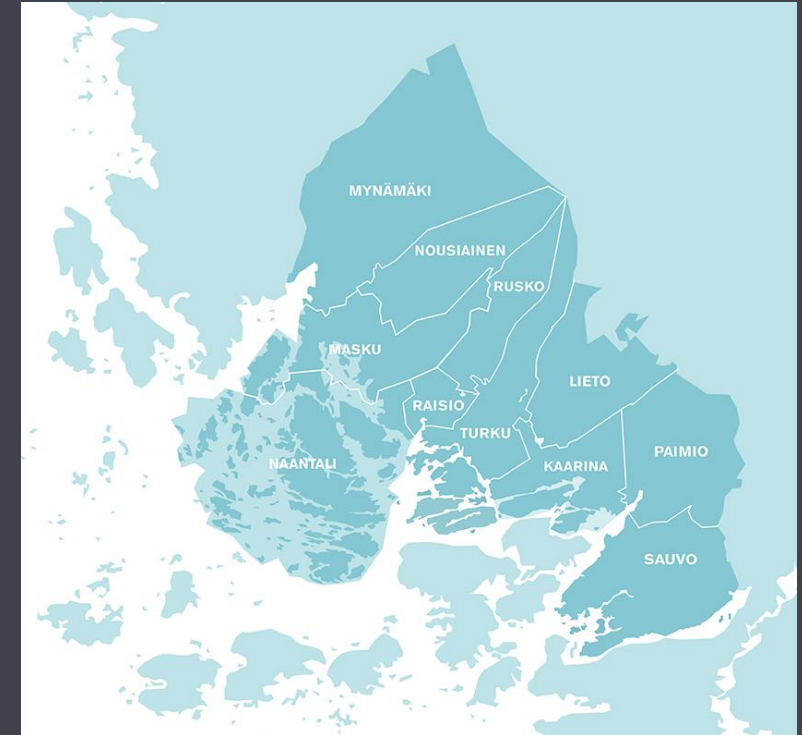 MYNÄMÄKI
NOUSIAINEN
RUSKO
MASKU
LIETO
RAISIO
TURKU
PAIMIO
NAANTALI
KAARINA
SAUVO